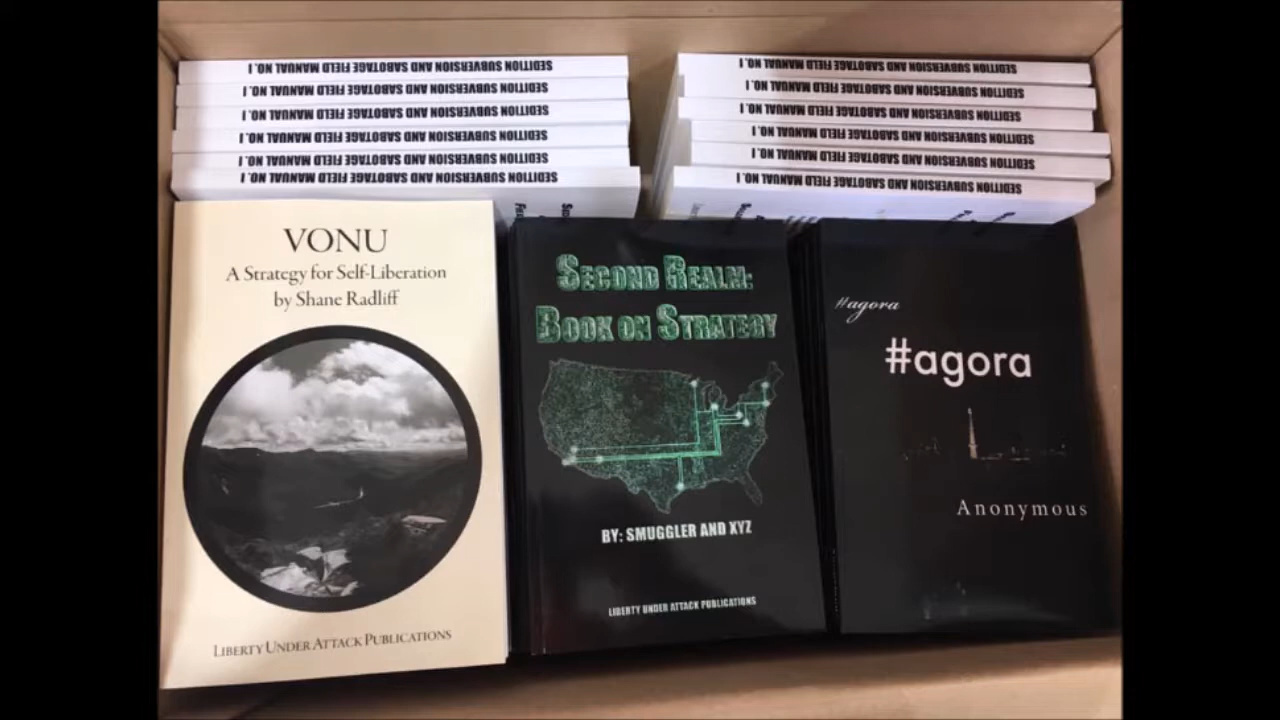 SEDITION SUBVERSION AND SABOTAGE FIELD MANUAL NO. 1
SEDITION SUBVERSION AND SABOTAGE FIELD MANUAL NO. 1
SEDITION SUBVERSION AND SABOTAGE FIELD MANUAL NO. 1
SEDITION SUBVERSION AND SABOTAGE FIELD MANUAL NO. 1
SEDITION SUBVERSION AND SABOTAGE FIELD MANUAL NO. 1
SEDITION SUBVERSION AND SABOTAGE FIELD MANUAL NO. 1
SEDITION SUBVERSION AND SABOTAGE FIELD MANUAL NO. 1
SEDITION SUBVERSION AND SABOTAGE FIELD MANUAL NO. 1
SEDITION SUBVERSION AND SABOTAGE FIELD MANUAL NO. 1
SEDITION SUBVERSION AND SABOTAGE FIELD MANUAL NO. 1
SEDITION SUBVERSION AND SABOTAGE FIELD MANUAL NO. 1
SEDITION SUBVERSION AND SABOTAGE FIELD MANUAL NO. 1
VONU
A Strategy for Self-Liberation
by Shane Radliff
LIBERTY UNDER ATTACK PUBLICATIONS
SECOND REALM:
BOOK ON STRATEGY
BY: SMUGGLER AND XYZ
LIBERTY UNDER ATTACK PUBLICATIONS
#agora
#agora
Anonymous